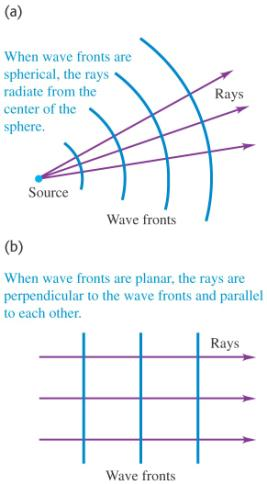 (a)
When wave fronts are
spherical, the rays
radiate from the
center of the
sphere.
Rays
Source
Wave fronts
(b)
When wave fronts are planar, the rays are
perpendicular to the wave fronts and parallel
to each other.
Rays
Wave fronts